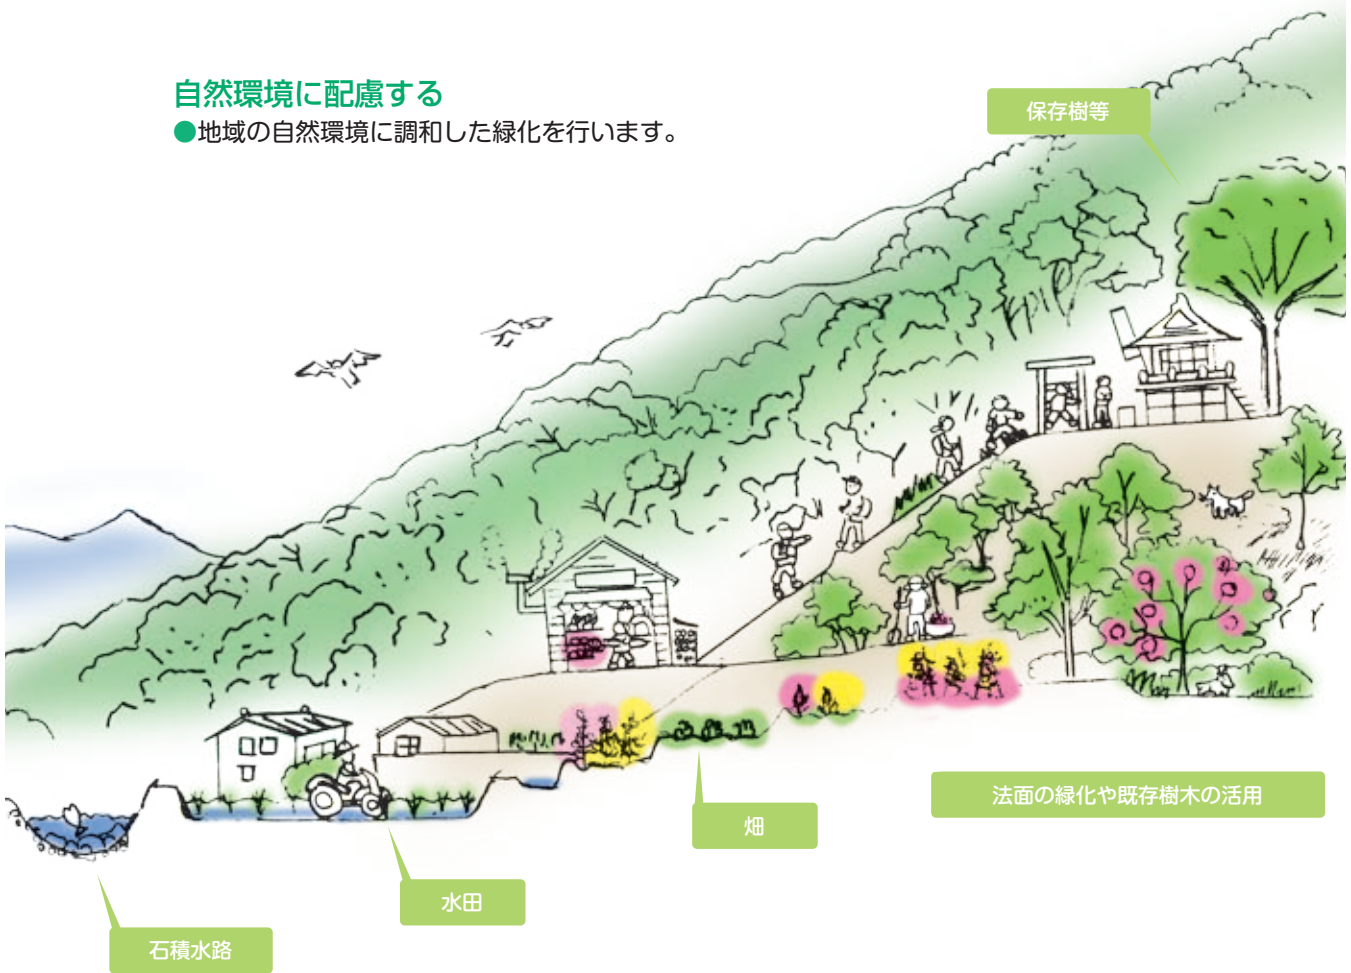 自然環境に配慮する
●地域の自然環境に調和した緑化を行います。
保存樹等
法面の緑化や既存樹木の活用
畑
水田
石積水路